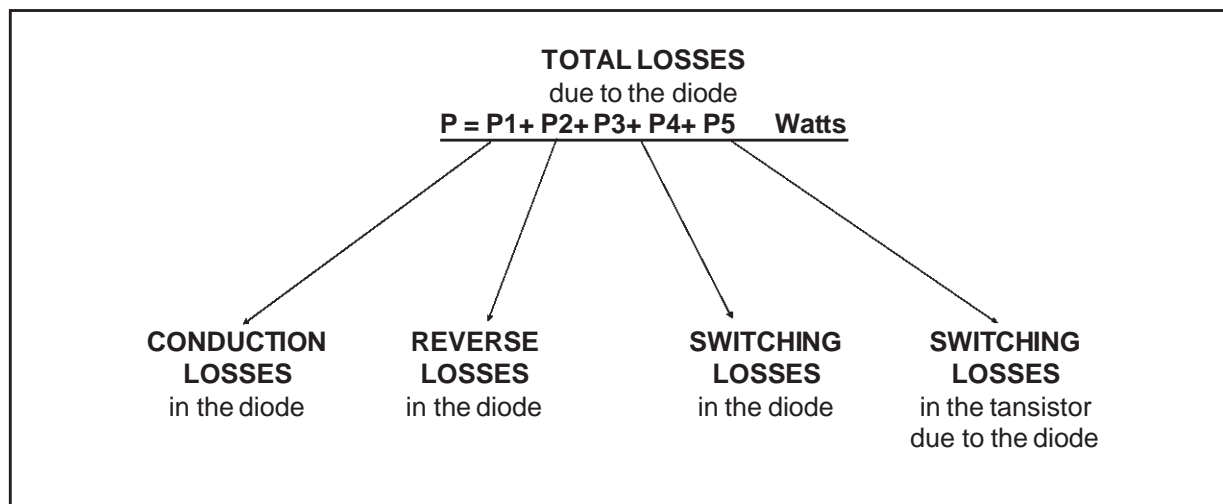 TOTAL LOSSES
due to the diode
P = P1+ P2+ P3+ P4+ P5 Watts
CONDUCTION
LOSSES
in the diode
REVERSE
LOSSES
in the diode
SWITCHING
LOSSES
in the diode
SWITCHING
LOSSES
in the tansistor
due to the diode